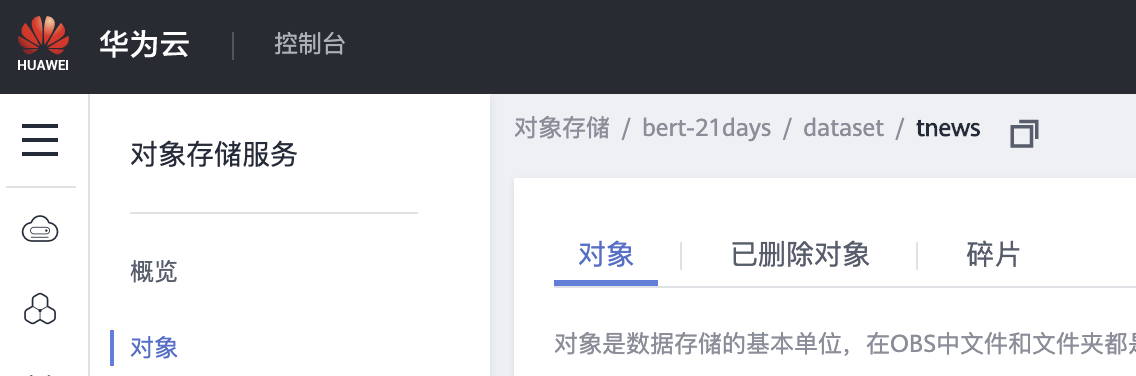 HUAWEI 华为云 | 控制台
对象存储 / bert-21days / dataset / tnews
对象存储服务
对象 | 已删除对象 | 碎片
概览
对象
对象是数据存储的基本单位，在OBS中文件和文件夹都